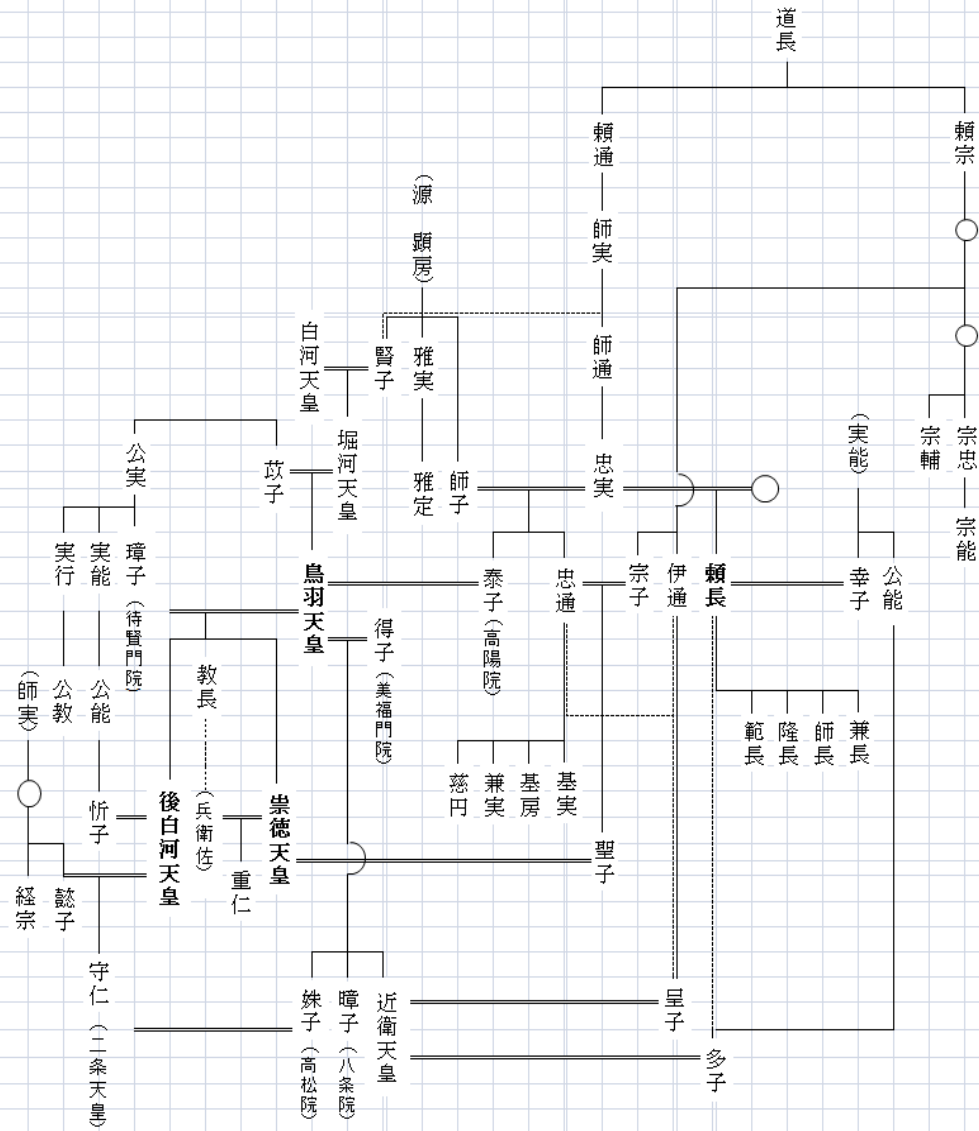 道長
頼宗
頼通
師実
師通
忠実
宗輔
宗忠
宗能
（源　顕房）
賢子
雅実
雅定
師子
白河天皇
堀河天皇
苡子
公実
実行
実能
璋子（待賢門院）
鳥羽天皇
泰子（高陽院）
忠通
宗子
伊通
頼長
（実能）
幸子
公能
得子（美福門院）
教長
（師実）
公教
公能
範長
隆長
師長
兼長
慈円
兼実
基房
基実
忻子
後白河天皇
（兵衛佐）
崇徳天皇
重仁
聖子
経宗
懿子
守仁（二条天皇）
姝子（高松院）
暲子（八条院）
近衛天皇
呈子
多子